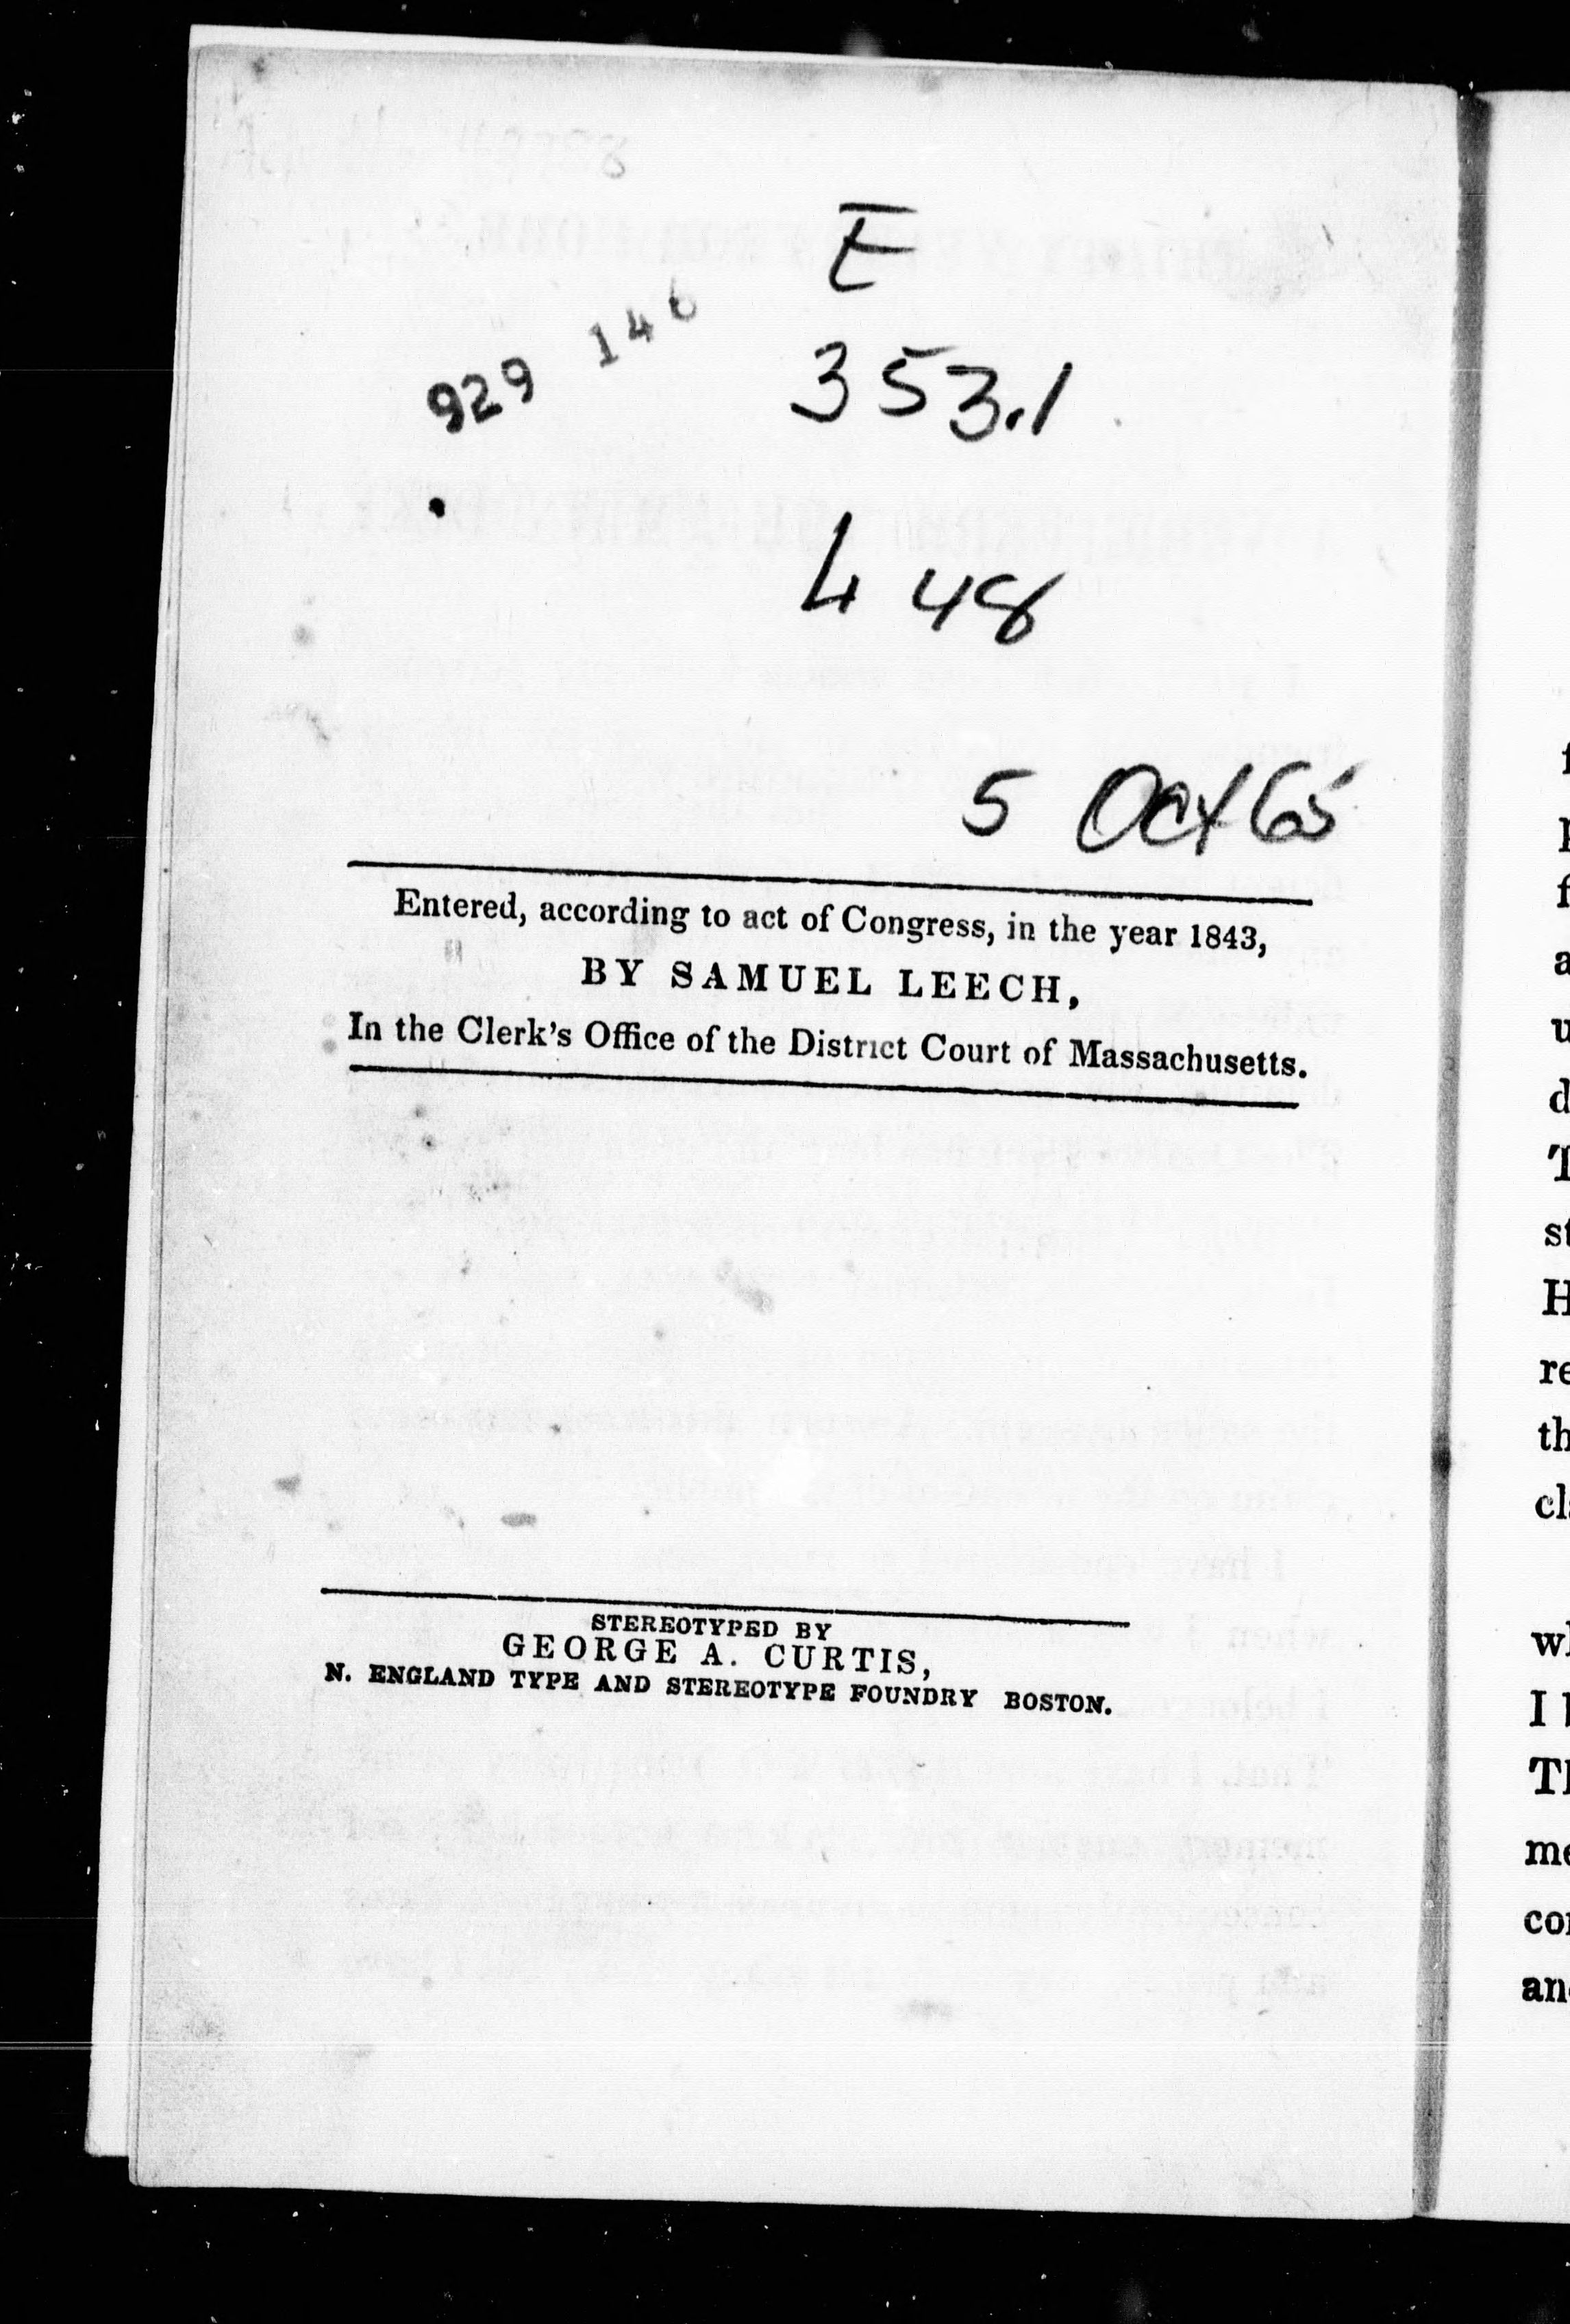 E
929 146
353.1
L 48
5 Oct 65
Entered, according to act of Congress, in the year 1843,
BY SAMUEL LEECH,
In the Clerk's Office of the District Court of Massachusetts.
STEREOTYPED BY
GEORGE A. CURTIS,
N. ENGLAND TYPE AND STEREOTYPE FOUNDRY BOSTON.